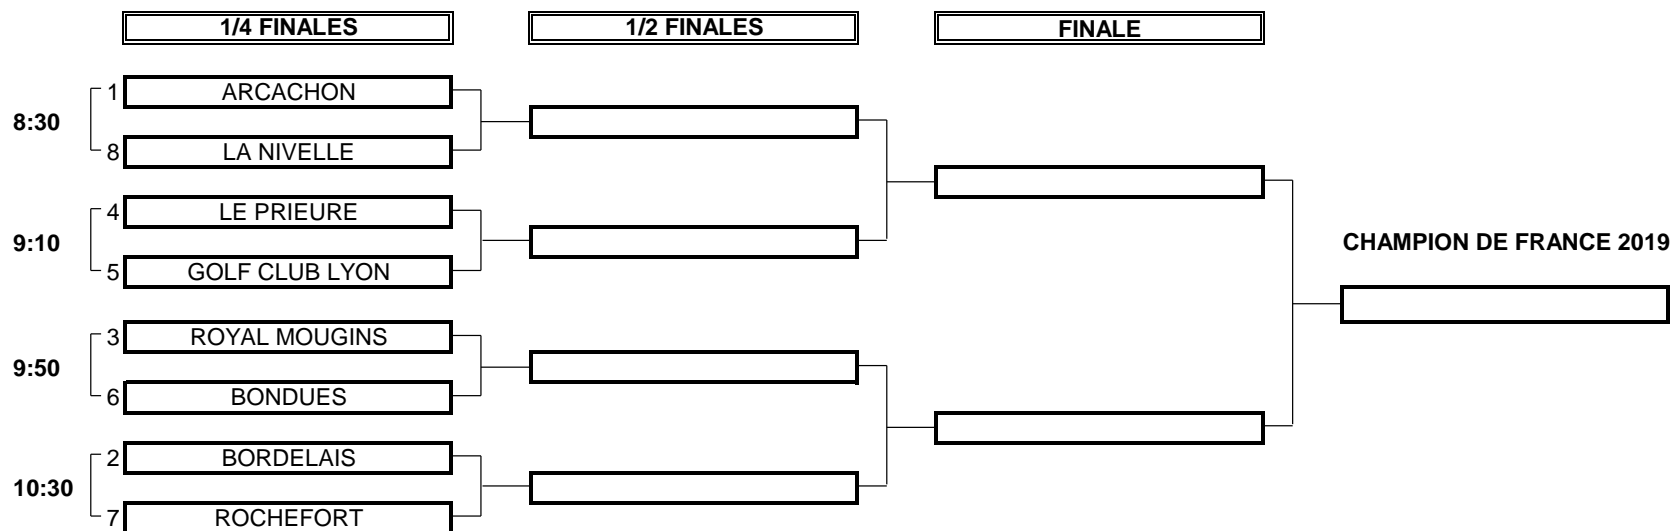 1/4 FINALES 1/2 FINALES FINALE
1 ARCACHON
8:30
8 LA NIVELLE
4 LE PRIEURE
9:10
5 GOLF CLUB LYON
CHAMPION DE FRANCE 2019
3 ROYAL MOUGINS
9:50
6 BONDUES
2 BORDELAIS
10:30
7 ROCHEFORT